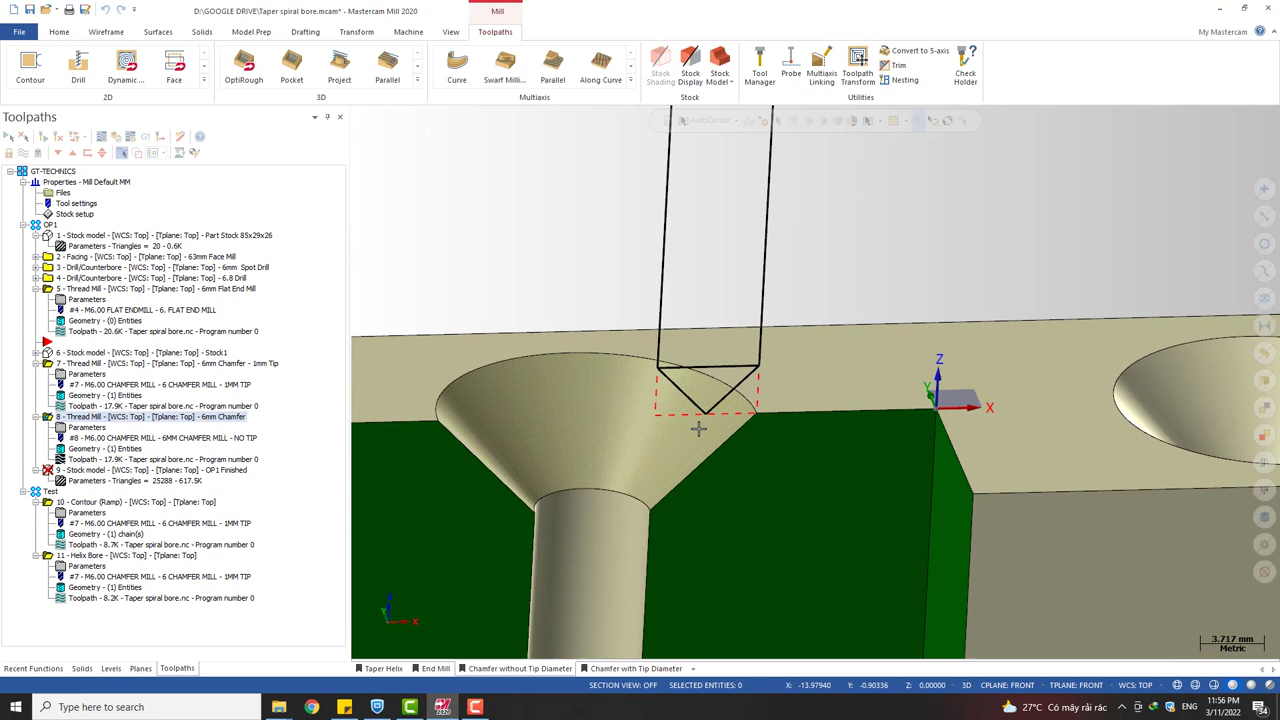 D:\GOOGLE DRIVE\Taper spiral bore.mcam* - Mastercam Mill 2020
Mill
File Home Wireframe Surfaces Solids Model Prep Drafting Transform Machine View Toolpaths
My Mastercam
Contour Drill Dynamic ... Face
OptiRough Pocket Project Parallel
Curve Swarf Milli... Parallel Along Curve
Stock Shading
Stock Display
Stock Model
Tool Manager
Probe
Multiaxis Linking
Toolpath Transform
Convert to 5-axis
Trim
Nesting
Check Holder
2D 3D Multiaxis Stock Utilities
Toolpaths
AutoCursor
G1
GT-TECHNICS
Properties - Mill Default MM
Files
Tool settings
Stock setup
OP1
1 - Stock model - [WCS: Top] - [Tplane: Top] - Part Stock 85x29x26
Parameters - Triangles = 20 - 0.6K
2 - Facing - [WCS: Top] - [Tplane: Top] - 63mm Face Mill
3 - Drill/Counterbore - [WCS: Top] - [Tplane: Top] - 6mm Spot Drill
4 - Drill/Counterbore - [WCS: Top] - [Tplane: Top] - 6.8 Drill
5 - Thread Mill - [WCS: Top] - [Tplane: Top] - 6mm Flat End Mill
Parameters
#4 - M6.00 FLAT ENDMILL - 6. FLAT END MILL
Geometry - (0) Entities
Toolpath - 20.6K - Taper spiral bore.nc - Program number 0
6 - Stock model - [WCS: Top] - [Tplane: Top] - Stock1
7 - Thread Mill - [WCS: Top] - [Tplane: Top] - 6mm Chamfer - 1mm Tip
Parameters
#7 - M6.00 CHAMFER MILL - 6 CHAMFER MILL - 1MM TIP
Geometry - (1) Entities
Toolpath - 17.9K - Taper spiral bore.nc - Program number 0
8 - Thread Mill - [WCS: Top] - [Tplane: Top] - 6mm Chamfer
Parameters
#8 - M6.00 CHAMFER MILL - 6MM CHAMFER MILL - NO TIP
Geometry - (1) Entities
Toolpath - 17.9K - Taper spiral bore.nc - Program number 0
9 - Stock model - [WCS: Top] - [Tplane: Top] - OP1 Finished
Parameters - Triangles = 25288 - 617.5K
Test
10 - Contour (Ramp) - [WCS: Top] - [Tplane: Top]
Parameters
#7 - M6.00 CHAMFER MILL - 6 CHAMFER MILL - 1MM TIP
Geometry - (1) chain(s)
Toolpath - 8.7K - Taper spiral bore.nc - Program number 0
11 - Helix Bore - [WCS: Top] - [Tplane: Top]
Parameters
#7 - M6.00 CHAMFER MILL - 6 CHAMFER MILL - 1MM TIP
Geometry - (1) Entities
Toolpath - 8.2K - Taper spiral bore.nc - Program number 0
Z
Y
X
Z
Y
X
3.717 mm
Metric
Recent Functions Solids Levels Planes Toolpaths
Taper Helix End Mill Chamfer without Tip Diameter Chamfer with Tip Diameter +
SECTION VIEW: OFF SELECTED ENTITIES: 0 X: -13.97940 Y: -0.90336 Z: 0.00000 3D CPLANE: FRONT TPLANE: FRONT WCS: TOP
Type here to search
27°C Có mây rải rác
ENG
11:56 PM
3/11/2022
34